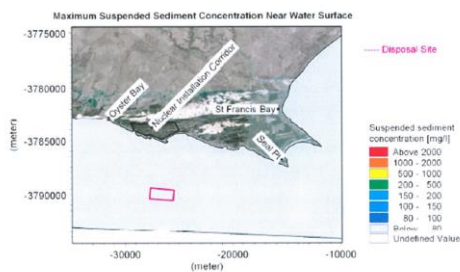 Maximum Suspended Sediment Concentration Near Water Surface
-3775000
-3780000
-3785000
-3790000
(meter)
Oyster Bay
Nuclear Installation Corridor
St Francis Bay
Seal Pt
-30000
-20000
-10000
(meter)
Disposal Site
Suspended sediment
concentration [mg/l]
Above 2000
1000 - 2000
500 - 1000
200 - 500
150 - 200
100 - 150
80 - 100
Below 80
Undefined Value